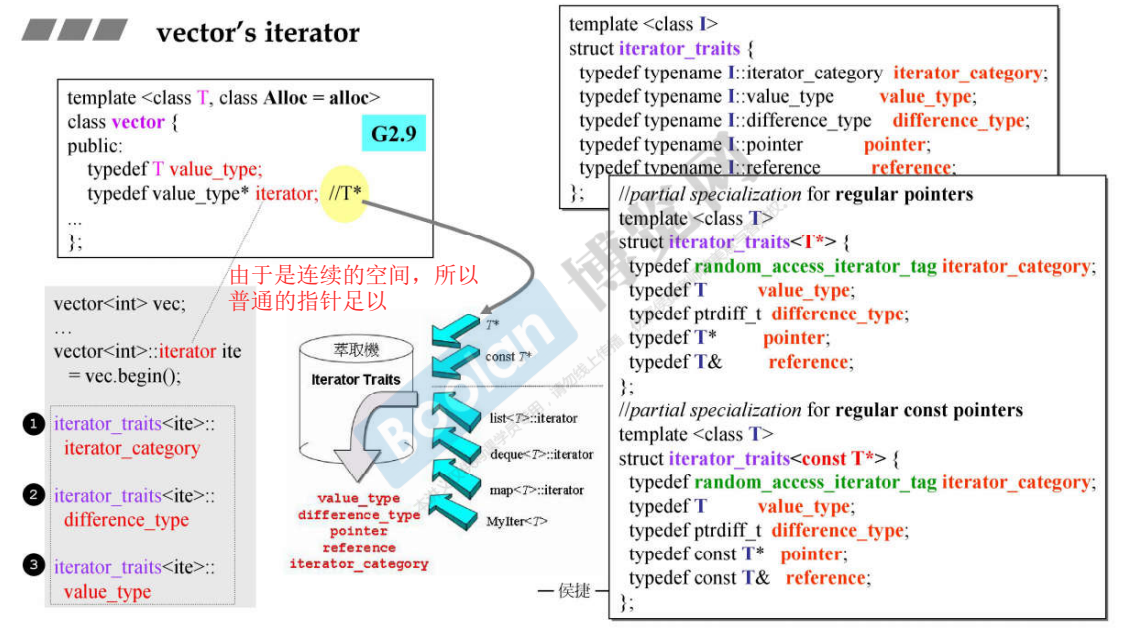 vector's iterator
template <class T, class Alloc = alloc>
class vector {
public:
typedef T value_type;
typedef value_type* iterator; //T*
...
};
G2.9
由于是连续的空间，所以
普通的指针足以
vector<int> vec;
…
vector<int>::iterator ite
= vec.begin();
1 iterator_traits<ite>::
iterator_category
2 iterator_traits<ite>::
difference_type
3 iterator_traits<ite>::
value_type
萃取機
Iterator Traits
T*
const T*
list<T>::iterator
deque<T>::iterator
map<T>::iterator
MyIter<T>
value_type
difference_type
pointer
reference
iterator_category
template <class I>
struct iterator_traits {
typedef typename I::iterator_category iterator_category;
typedef typename I::value_type value_type;
typedef typename I::difference_type difference_type;
typedef typename I::pointer pointer;
typedef typename I::reference reference;
};
//partial specialization for regular pointers
template <class T>
struct iterator_traits<T*> {
typedef random_access_iterator_tag iterator_category;
typedef T value_type;
typedef ptrdiff_t difference_type;
typedef T* pointer;
typedef T& reference;
};
//partial specialization for regular const pointers
template <class T>
struct iterator_traits<const T*> {
typedef random_access_iterator_tag iterator_category;
typedef T value_type;
typedef ptrdiff_t difference_type;
typedef const T* pointer;
typedef const T& reference;
};
— 侯捷 —
Boolan
博览网